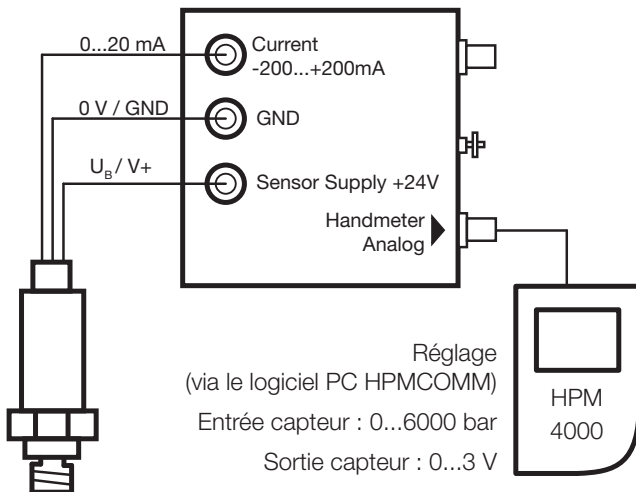 0...20 mA
Current
-200...+200mA
0 V / GND
GND
U_B / V+
Sensor Supply +24V
Handmeter
Analog
Réglage
(via le logiciel PC HPMCOMM)
Entrée capteur : 0...6000 bar
Sortie capteur : 0...3 V
HPM
4000